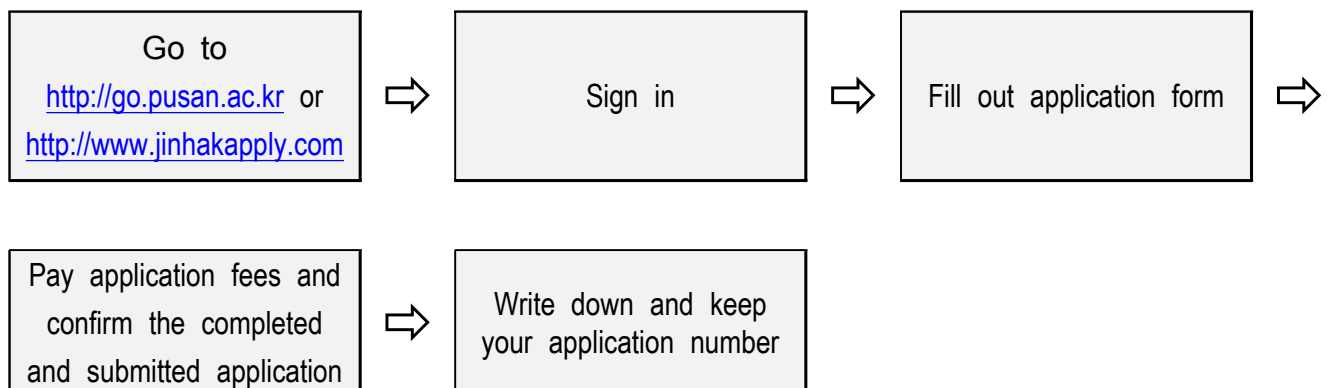 Go to
http://go.pusan.ac.kr or
http://www.jinhakapply.com
Sign in
Fill out application form
Pay application fees and
confirm the completed
and submitted application
Write down and keep
your application number